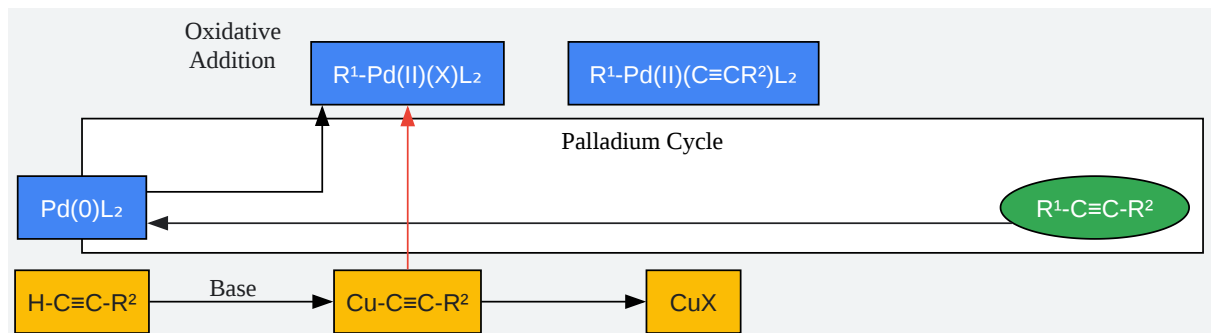 Oxidative
Addition
R¹-Pd(II)(X)L₂
R¹-Pd(II)(C≡CR²)L₂
Palladium Cycle
Pd(0)L₂
R¹-C≡C-R²
H-C≡C-R²
Base
Cu-C≡C-R²
CuX